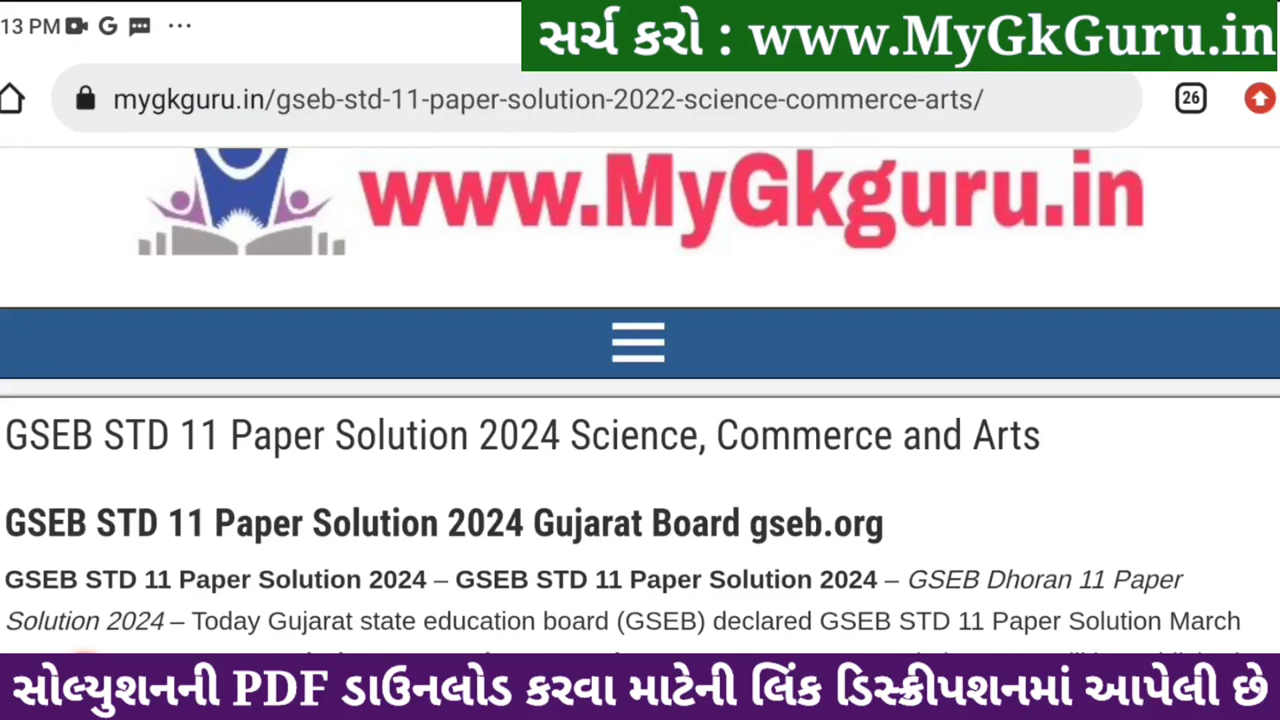 13 PM G ...
સર્ચ કરો : www.MyGkGuru.in
mygkguru.in/gseb-std-11-paper-solution-2022-science-commerce-arts/
26
www.MyGkguru.in
GSEB STD 11 Paper Solution 2024 Science, Commerce and Arts
GSEB STD 11 Paper Solution 2024 Gujarat Board gseb.org
GSEB STD 11 Paper Solution 2024 – GSEB STD 11 Paper Solution 2024 – GSEB Dhoran 11 Paper
Solution 2024 – Today Gujarat state education board (GSEB) declared GSEB STD 11 Paper Solution March
સોલ્યુશનની PDF ડાઉનલોડ કરવા માટેની લિંક ડિસ્ક્રીપશનમાં આપેલી છે